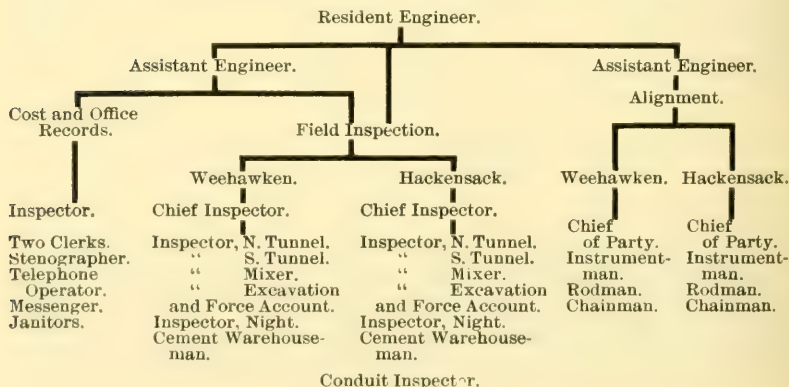 Resident Engineer.
Assistant Engineer. Assistant Engineer.
Alignment.
Cost and Office
Records. Field Inspection.
Weehawken. Hackensack. Weehawken. Hackensack.
Inspector. Chief Inspector. Chief Inspector.
Two Clerks.
Stenographer.
Telephone
Operator.
Messenger.
Janitors.
Inspector, N. Tunnel.
“ S. Tunnel.
“ Mixer.
“ Excavation
and Force Account.
Inspector, Night.
Cement Warehouse-
man.
Inspector, N. Tunnel.
“ S. Tunnel.
“ Mixer.
“ Excavation
and Force Account.
Inspector, Night.
Cement Warehouse-
man.
Chief
of Party.
Instrument-
man.
Rodman.
Chainman.
Chief
of Party.
Instrument-
man.
Rodman.
Chainman.
Conduit Inspector.